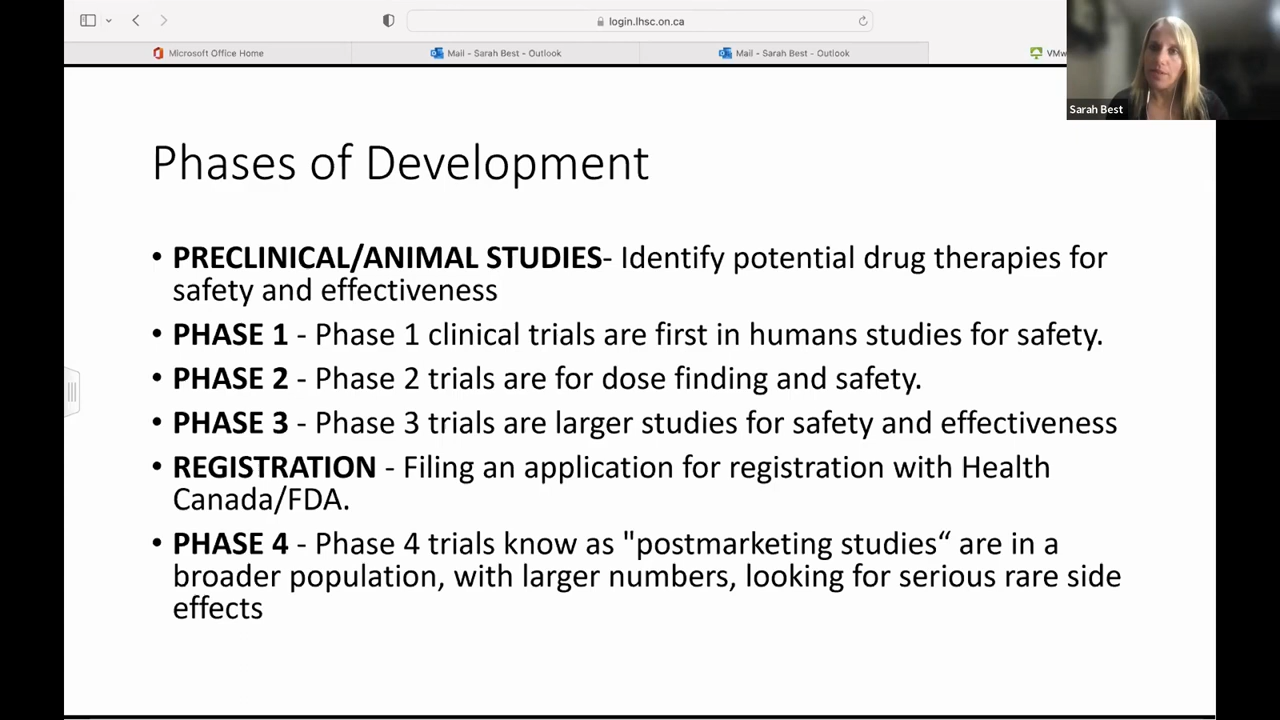 login.lhsc.on.ca
Microsoft Office Home
Mail - Sarah Best - Outlook
Mail - Sarah Best - Outlook
Sarah Best
Phases of Development
• PRECLINICAL/ANIMAL STUDIES- Identify potential drug therapies for
safety and effectiveness
• PHASE 1 - Phase 1 clinical trials are first in humans studies for safety.
• PHASE 2 - Phase 2 trials are for dose finding and safety.
• PHASE 3 - Phase 3 trials are larger studies for safety and effectiveness
• REGISTRATION - Filing an application for registration with Health
Canada/FDA.
• PHASE 4 - Phase 4 trials know as "postmarketing studies“ are in a
broader population, with larger numbers, looking for serious rare side
effects